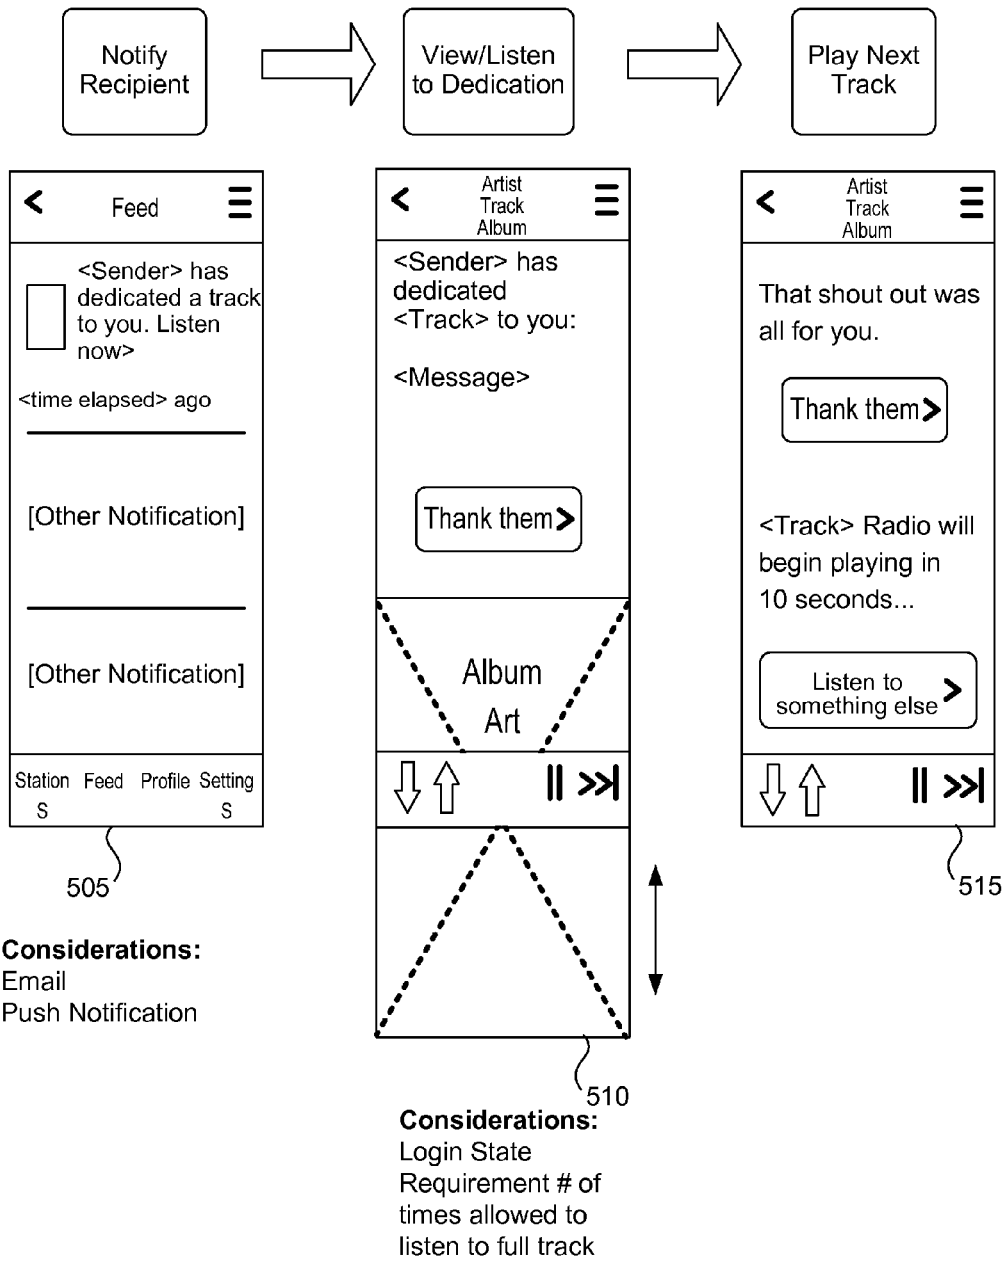 Notify
Recipient
View/Listen
to Dedication
Play Next
Track
Feed
<Sender> has
dedicated a track
to you. Listen
now>
<time elapsed> ago
[Other Notification]
[Other Notification]
Station
S
Feed
Profile
Setting
S
505
Considerations:
Email
Push Notification
Artist
Track
Album
<Sender> has
dedicated
<Track> to you:
<Message>
Thank them
Album
Art
510
Considerations:
Login State
Requirement # of
times allowed to
listen to full track
Artist
Track
Album
That shout out was
all for you.
Thank them
<Track> Radio will
begin playing in
10 seconds...
Listen to
something else
515